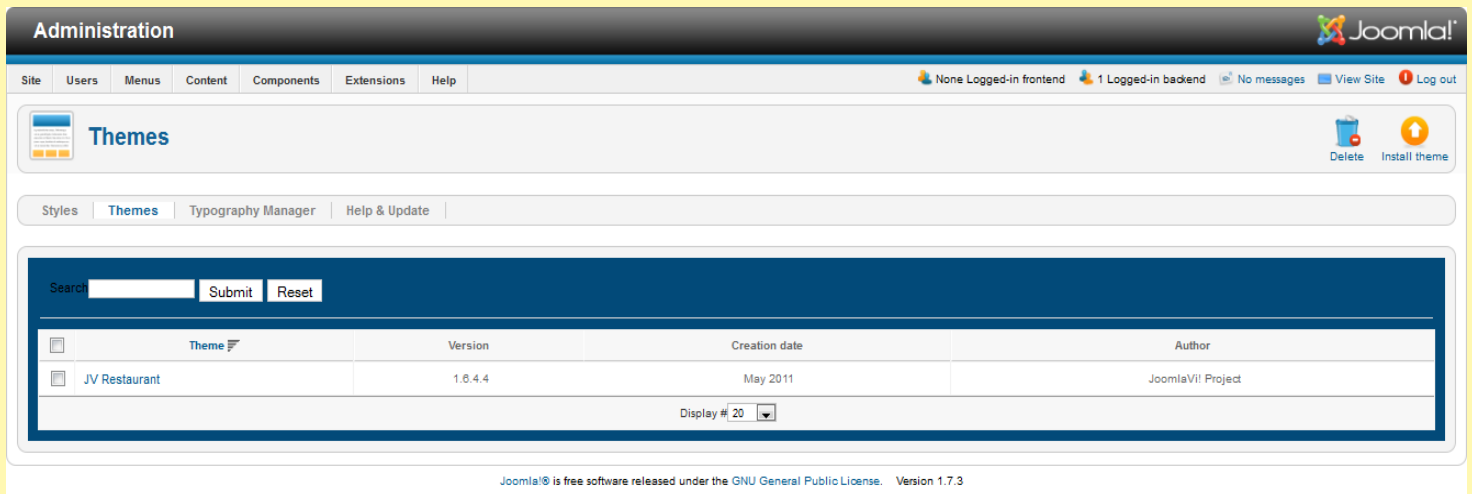 Administration
Joomla!
Site Users Menus Content Components Extensions Help
None Logged-in frontend 1 Logged-in backend No messages View Site Log out
Themes
Delete Install theme
Styles Themes Typography Manager Help & Update
Search Submit Reset
Theme Version Creation date Author
JV Restaurant 1.6.4.4 May 2011 JoomlaVi! Project
Display # 20
Joomla!® is free software released under the GNU General Public License. Version 1.7.3